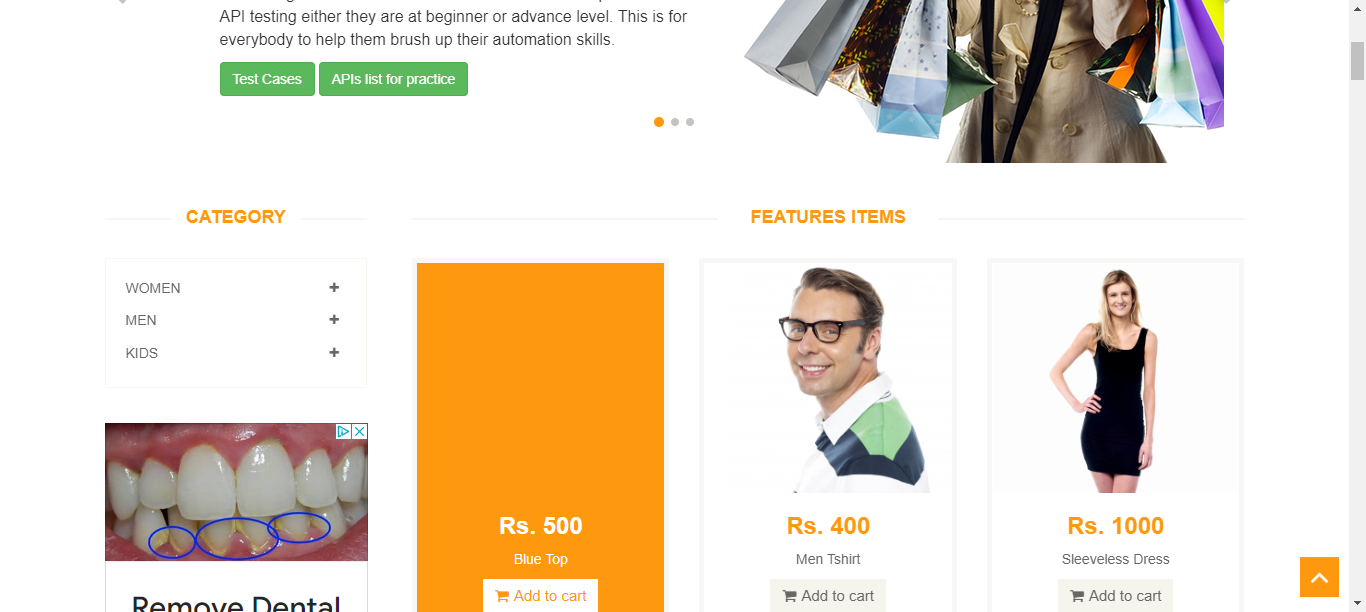 API testing either they are at beginner or advance level. This is for
everybody to help them brush up their automation skills.
Test Cases
APIs list for practice
CATEGORY
WOMEN
MEN
KIDS
Remove Dental
FEATURES ITEMS
Rs. 500
Blue Top
Add to cart
Rs. 400
Men Tshirt
Add to cart
Rs. 1000
Sleeveless Dress
Add to cart